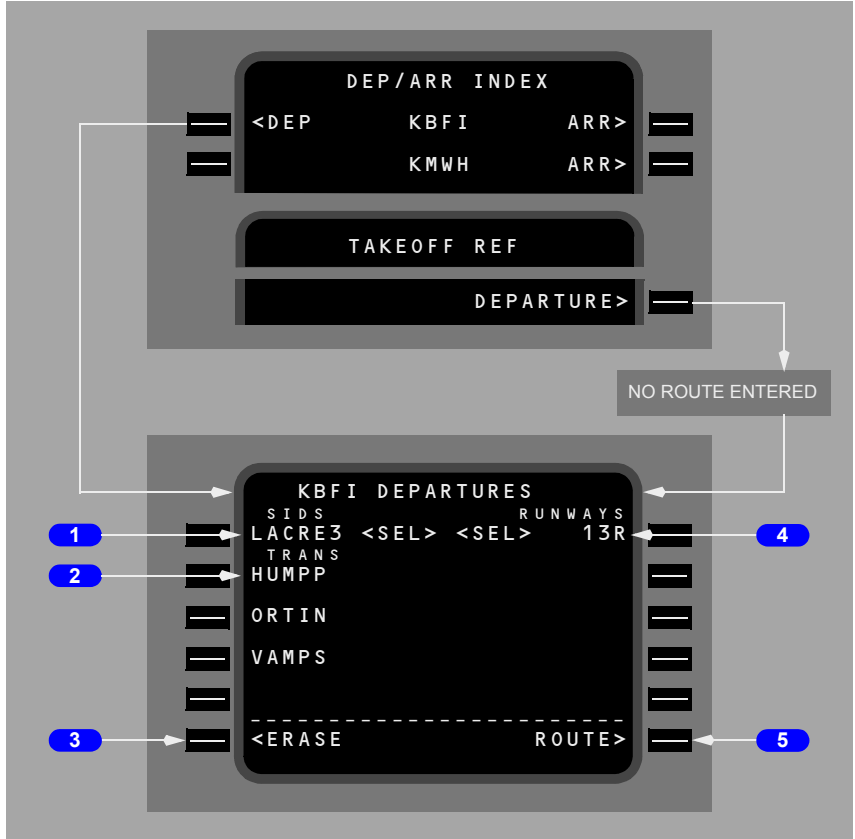 DEP/ARR INDEX
<DEP KBFI ARR>
KMWH ARR>
TAKEOFF REF
DEPARTURE>
NO ROUTE ENTERED
KBFI DEPARTURES
SIDS RUNWAYS
1 LACRE3 <SEL> <SEL> 13R 4
TRANS
2 HUMPP
ORTIN
VAMPS
------------------------
3 <ERASE ROUTE> 5